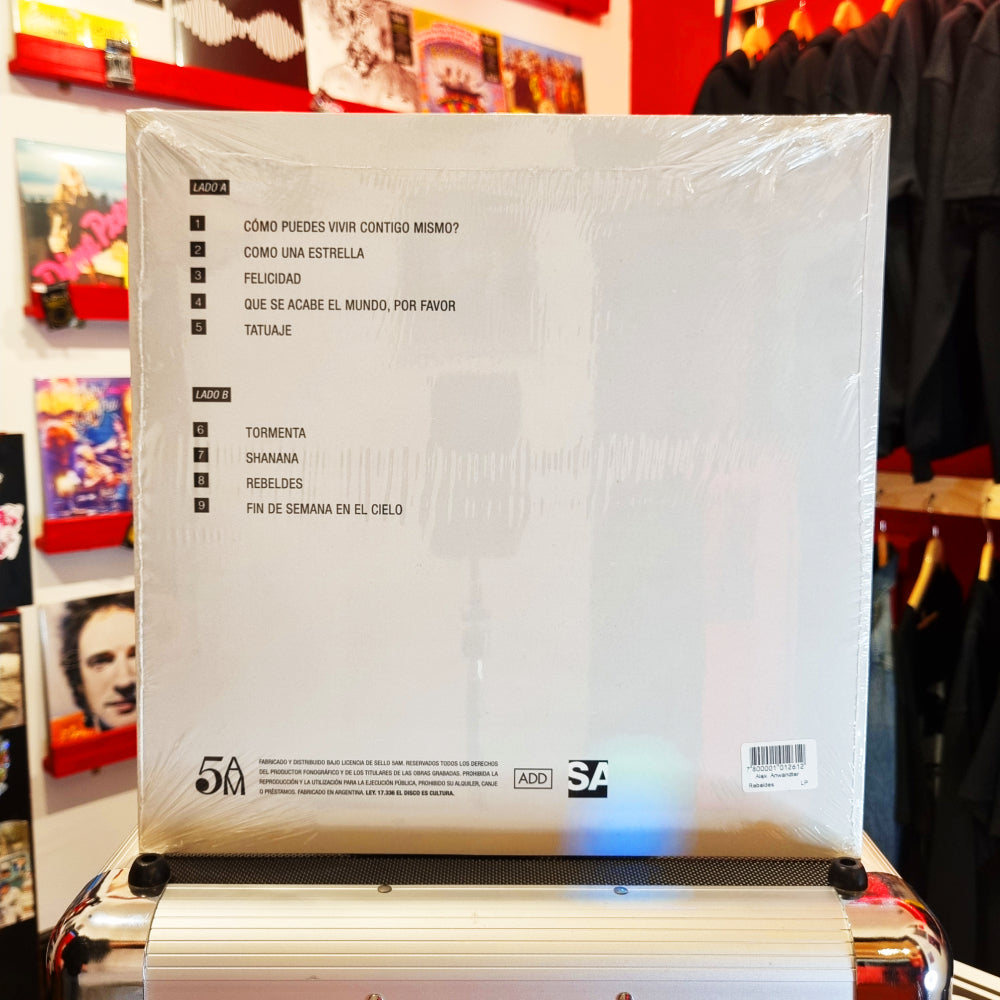 LADO A
1 CÓMO PUEDES VIVIR CONTIGO MISMO?
2 COMO UNA ESTRELLA
3 FELICIDAD
4 QUE SE ACABE EL MUNDO, POR FAVOR
5 TATUAJE
LADO B
6 TORMENTA
7 SHANANA
8 REBELDES
9 FIN DE SEMANA EN EL CIELO
5AM
FABRICADO Y DISTRIBUIDO BAJO LICENCIA DE SELLO 5AM. RESERVADOS TODOS LOS DERECHOS
DEL PRODUCTOR FONOGRÁFICO Y DE LOS TITULARES DE LAS OBRAS GRABADAS. PROHIBIDA LA
REPRODUCCIÓN Y LA UTILIZACIÓN PARA LA EJECUCIÓN PÚBLICA, PROHIBIDO SU ALQUILER, CANJE
O PRÉSTAMOS. FABRICADO EN ARGENTINA. LEY. 17.336 EL DISCO ES CULTURA.
ADD
SA
7 800001 012612
Alex Anwandter
Rebeldes LP